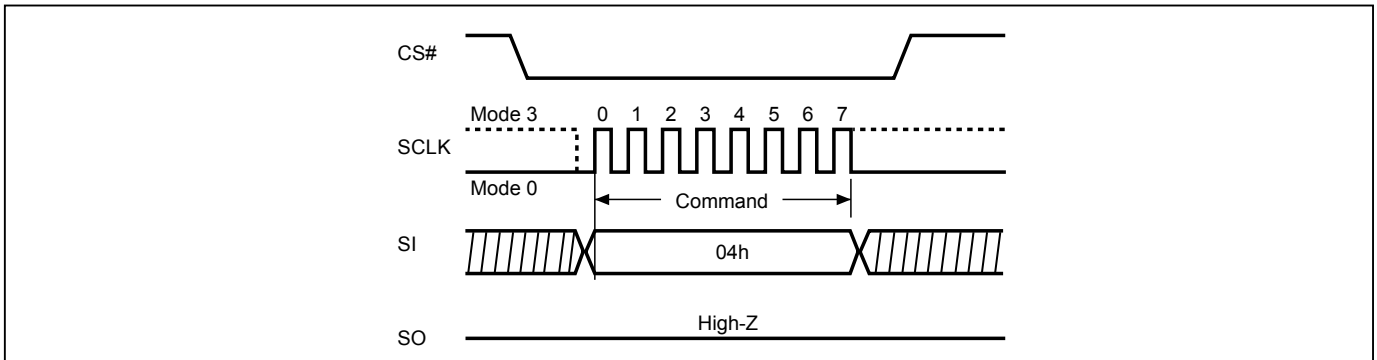 CS#
Mode 3 0 1 2 3 4 5 6 7
SCLK
Mode 0
Command
SI
04h
High-Z
SO